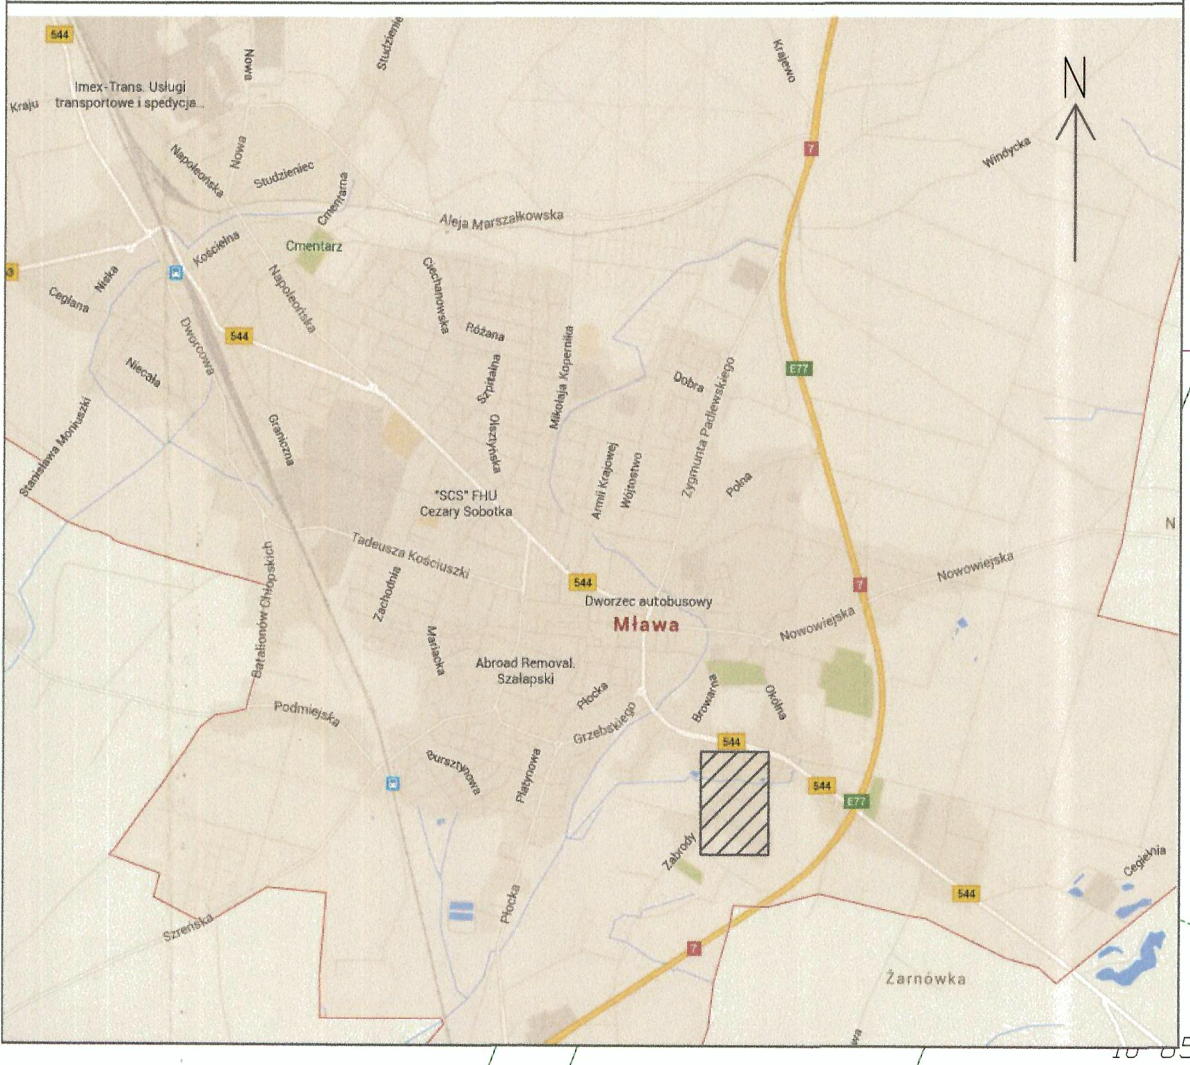 544
Imex-Trans. Usługi
transportowe i spedycja...
Kraju
Nowa
Studzienie
Krajewo
N
7
Windycka
Napoleońska
Nowa
Studzieniec
Cmentarna
Aleja Marszałkowska
Kościelna
Cmentarz
Niska
Ceglana
Napoleońska
Ciechanowska
544
Różana
Dworcowa
Szpitalna
Mikołaja Kopernika
E77
Niecała
Dobra
Zygmunta Padlewskiego
Stanisława Moniuszki
Graniczna
Olsztyńska
Armii Krajowej
Wójtostwo
Polna
"SCS" FHU
Cezary Sobotka
N
Tadeusza Kościuszki
Batalionów Chłopskich
Zachodnia
544
7
Nowowiejska
Dworzec autobusowy
Mława
Nowowiejska
Mariacka
Abroad Removal.
Szałapski
Płocka
Browarna
Okólna
Podmiejska
Grzebskiego
544
Bursztynowa
Platynowa
544
E77
Zabrody
Cegielnia
Płocka
544
Szreńska
7
Żarnówka
wa